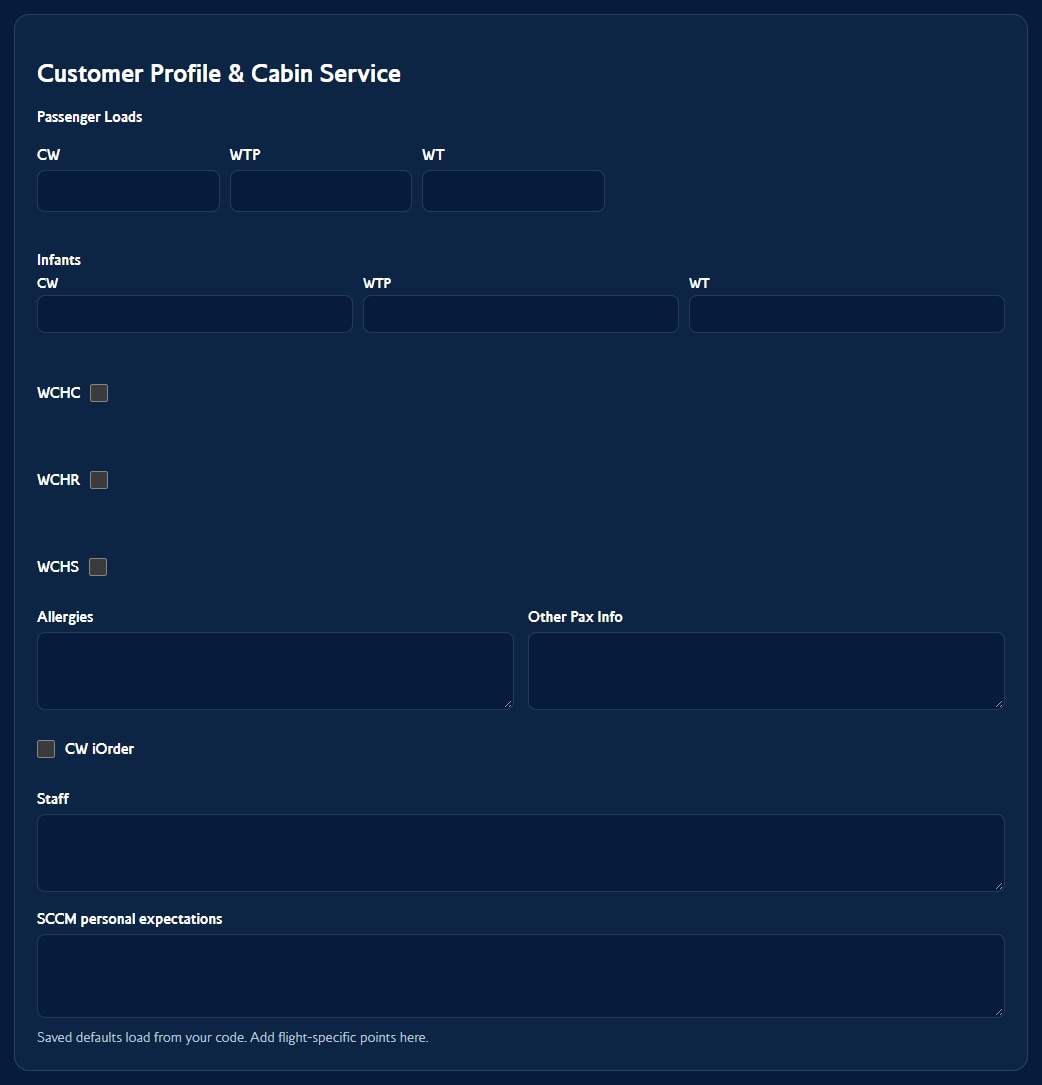 Customer Profile & Cabin Service
Passenger Loads
CW WTP WT
Infants
CW WTP WT
WCHC
WCHR
WCHS
Allergies Other Pax Info
CW iOrder
Staff
SCCM personal expectations
Saved defaults load from your code. Add flight-specific points here.